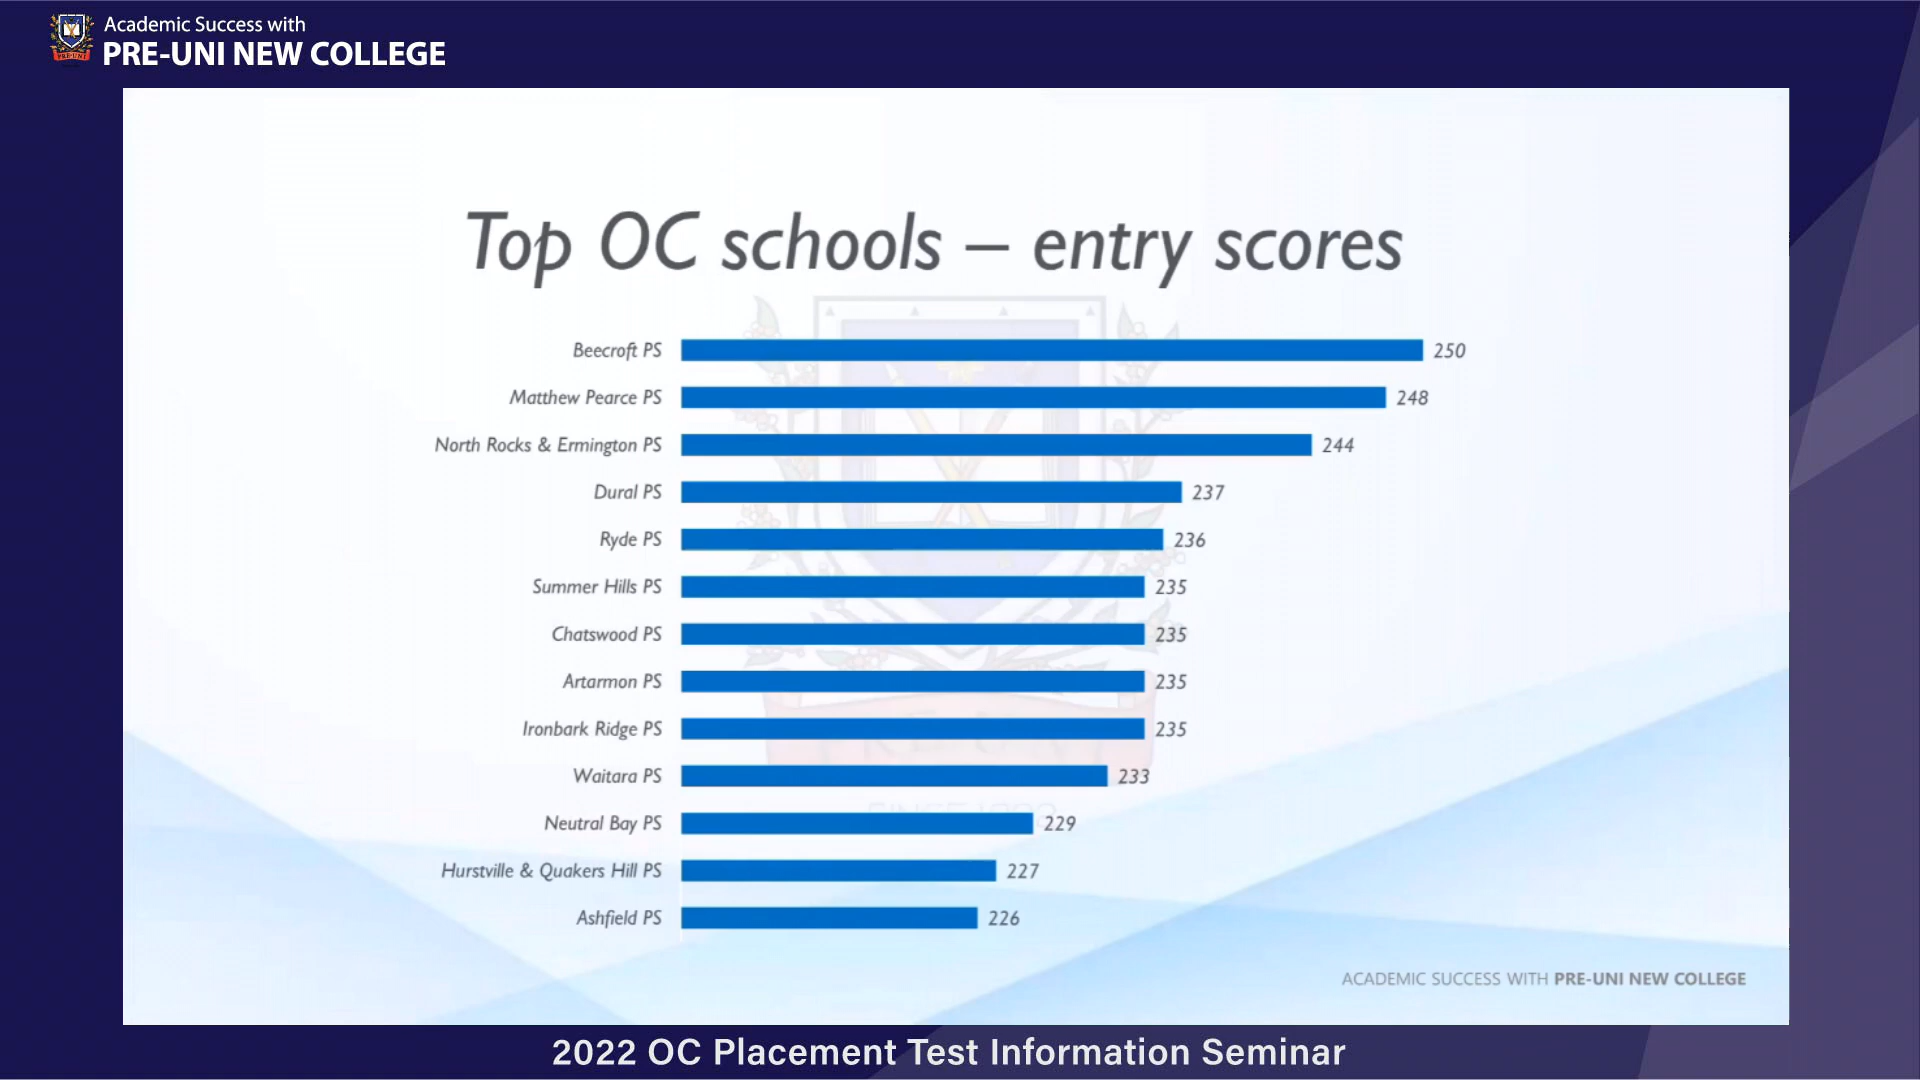 Academic Success with
PRE-UNI NEW COLLEGE
Top OC schools – entry scores
Beecroft PS 250
Matthew Pearce PS 248
North Rocks & Ermington PS 244
Dural PS 237
Ryde PS 236
Summer Hills PS 235
Chatswood PS 235
Artarmon PS 235
Ironbark Ridge PS 235
Waitara PS 233
Neutral Bay PS 229
Hurstville & Quakers Hill PS 227
Ashfield PS 226
ACADEMIC SUCCESS WITH PRE-UNI NEW COLLEGE
2022 OC Placement Test Information Seminar